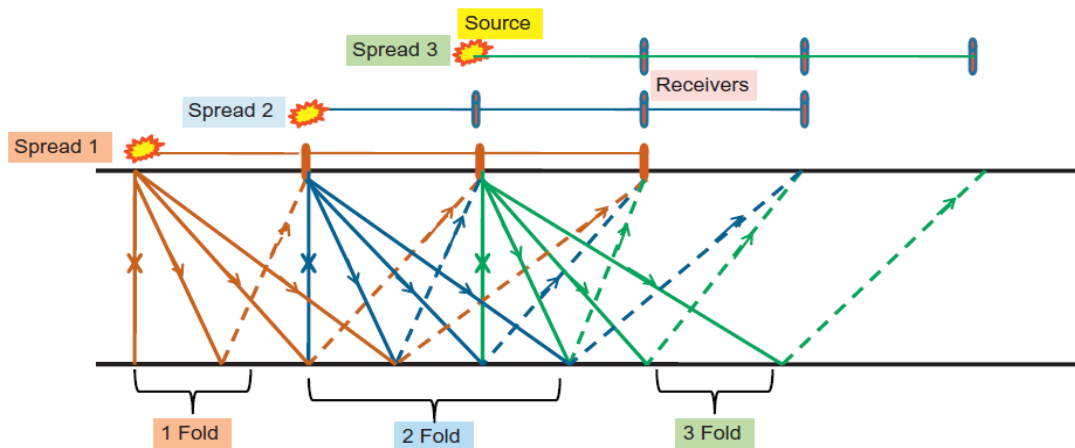 Source
Spread 3
Receivers
Spread 2
Spread 1
1 Fold
2 Fold
3 Fold